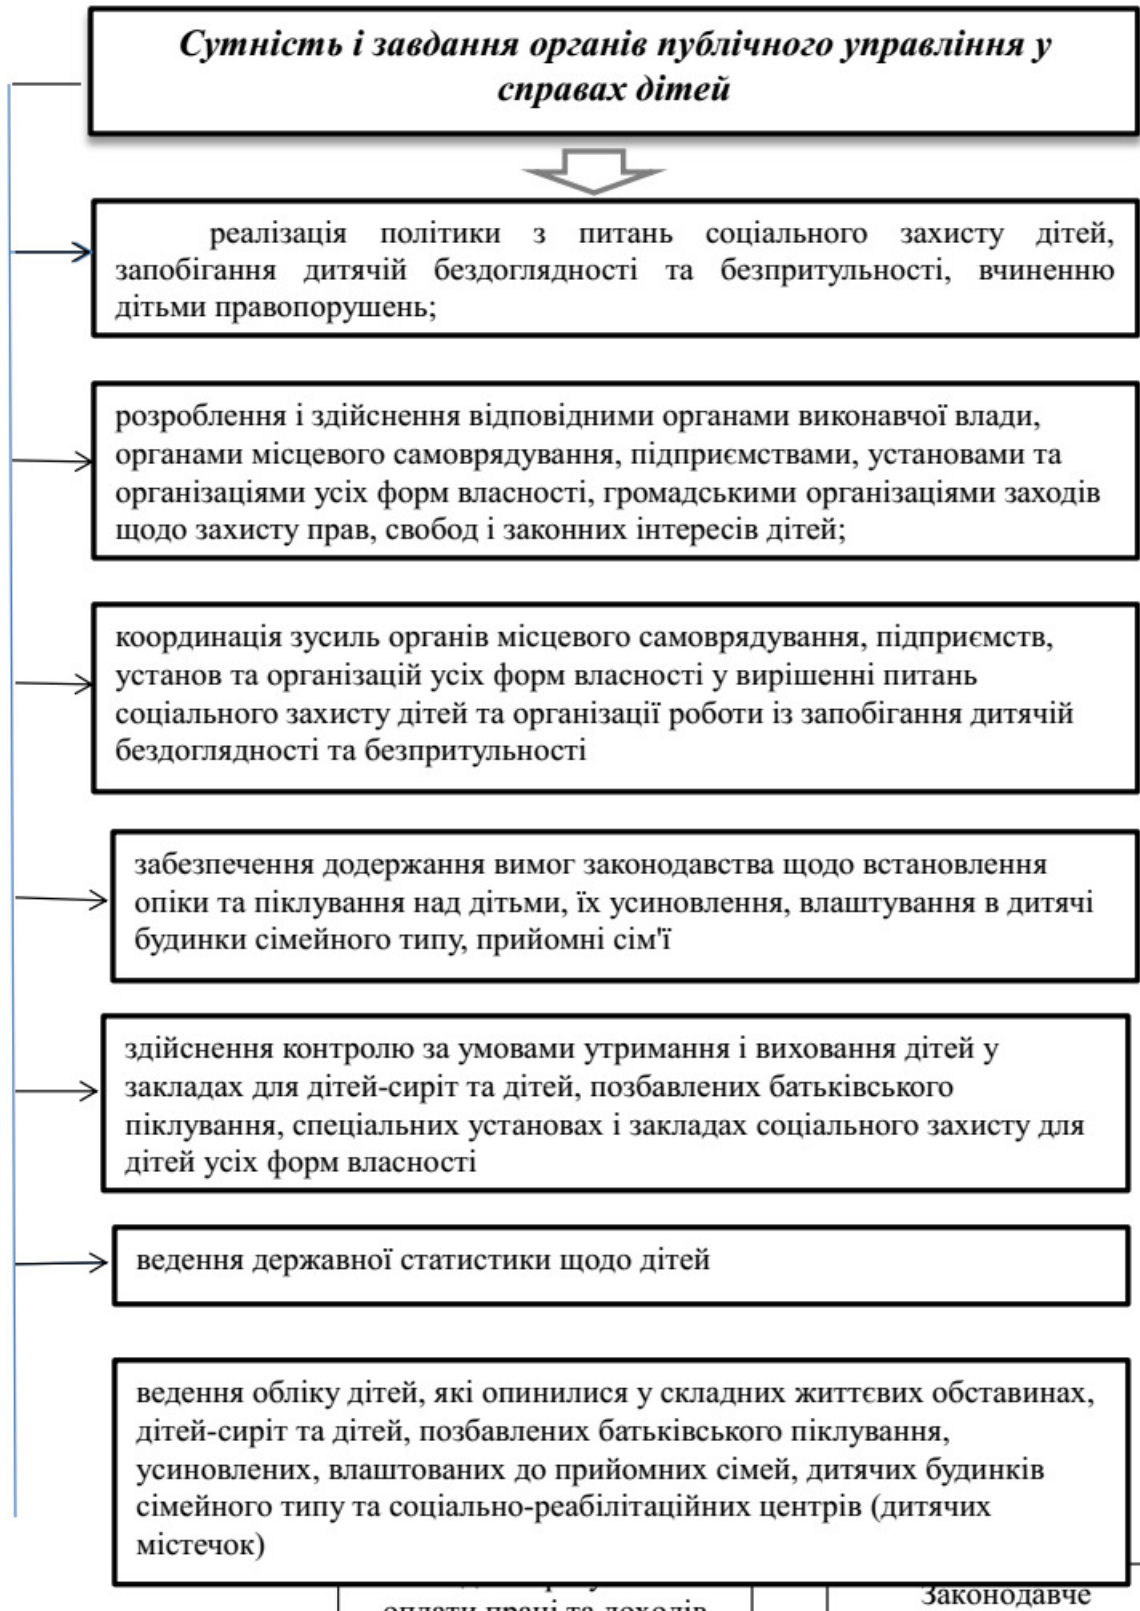 Сутність і завдання органів публічного управління у
справах дітей
реалізація політики з питань соціального захисту дітей,
запобігання дитячій бездоглядності та безпритульності, вчиненню
дітьми правопорушень;
розроблення і здійснення відповідними органами виконавчої влади,
органами місцевого самоврядування, підприємствами, установами та
організаціями усіх форм власності, громадськими організаціями заходів
щодо захисту прав, свобод і законних інтересів дітей;
координація зусиль органів місцевого самоврядування, підприємств,
установ та організацій усіх форм власності у вирішенні питань
соціального захисту дітей та організації роботи із запобігання дитячій
бездоглядності та безпритульності
забезпечення додержання вимог законодавства щодо встановлення
опіки та піклування над дітьми, їх усиновлення, влаштування в дитячі
будинки сімейного типу, прийомні сім'ї
здійснення контролю за умовами утримання і виховання дітей у
закладах для дітей-сиріт та дітей, позбавлених батьківського
піклування, спеціальних установах і закладах соціального захисту для
дітей усіх форм власності
ведення державної статистики щодо дітей
ведення обліку дітей, які опинилися у складних життєвих обставинах,
дітей-сиріт та дітей, позбавлених батьківського піклування,
усиновлених, влаштованих до прийомних сімей, дитячих будинків
сімейного типу та соціально-реабілітаційних центрів (дитячих
містечок)
Законодавче
оплати праці та доходів